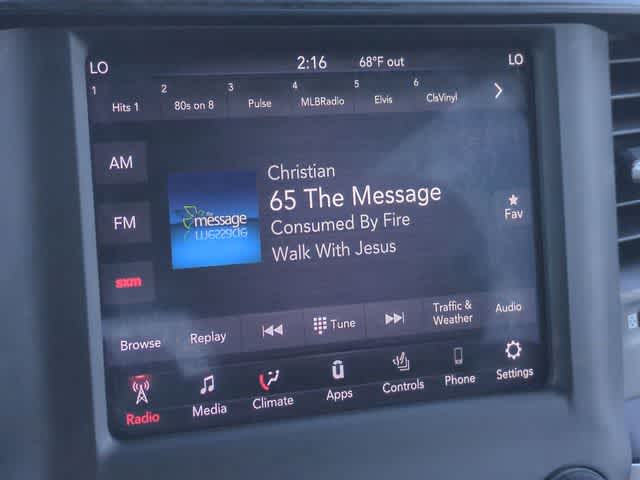 LO 2:16 68°F out LO
1 Hits 1 2 80s on 8 3 Pulse 4 MLBRadio 5 Elvis 6 ClsVinyl
AM
FM
sxm
the message
message
Christian
65 The Message
Consumed By Fire
Walk With Jesus
Fav
Browse Replay Tune Traffic & Weather Audio
Radio Media Climate Apps Controls Phone Settings